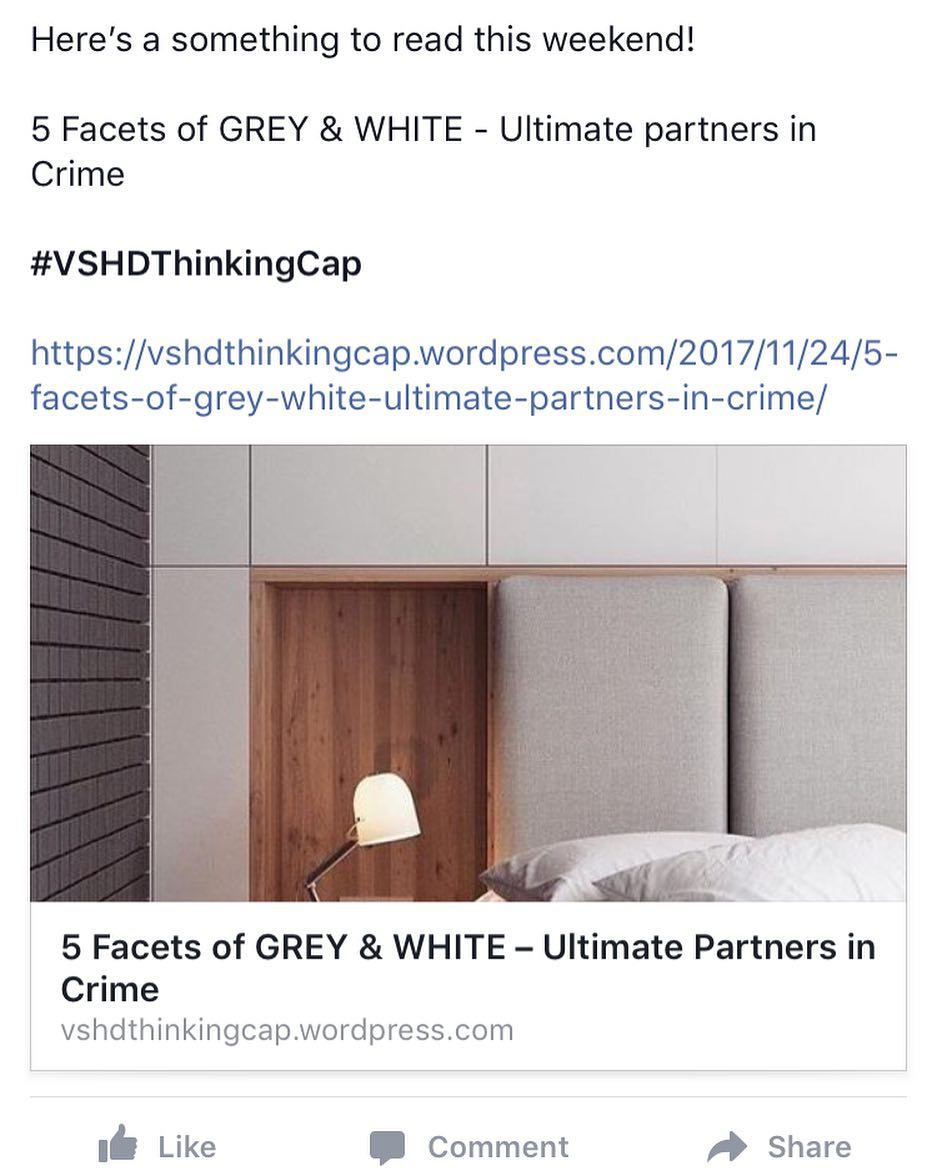 Here’s a something to read this weekend!
5 Facets of GREY & WHITE - Ultimate partners in
Crime
#VSHDThinkingCap
https://vshdthinkingcap.wordpress.com/2017/11/24/5-
facets-of-grey-white-ultimate-partners-in-crime/
5 Facets of GREY & WHITE – Ultimate Partners in
Crime
vshdthinkingcap.wordpress.com
Like Comment Share